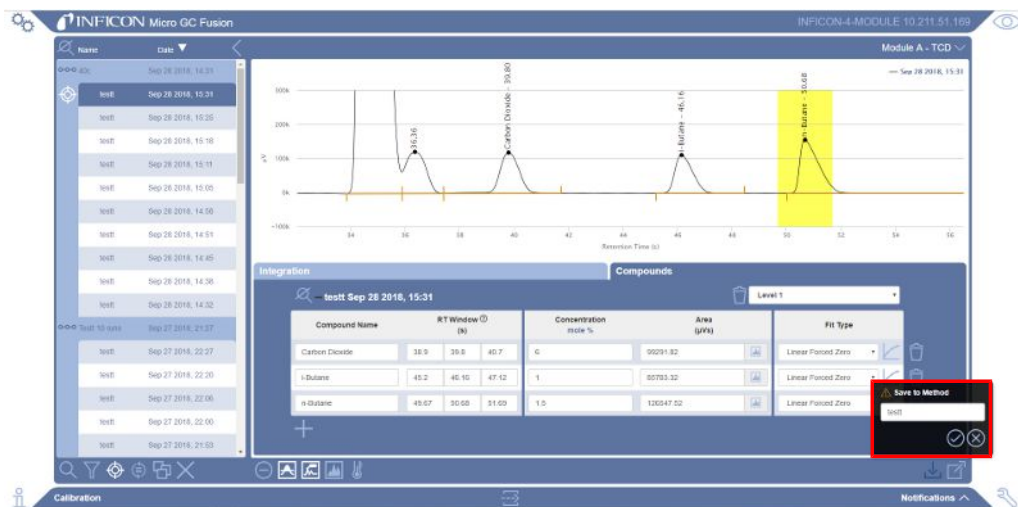 INFICON Micro GC Fusion
INFICON-4-MODULE 10.211.51.169
Name Date
Module A - TCD
Sep 28 2018, 14:31
testt Sep 28 2018, 15:31
testt Sep 28 2018, 15:25
testt Sep 28 2018, 15:18
testt Sep 28 2018, 15:11
testt Sep 28 2018, 15:05
testt Sep 28 2018, 14:58
testt Sep 28 2018, 14:51
testt Sep 28 2018, 14:45
testt Sep 28 2018, 14:38
testt Sep 28 2018, 14:32
Testt 10 runs Sep 27 2018, 21:57
testt Sep 27 2018, 22:27
testt Sep 27 2018, 22:20
testt Sep 27 2018, 22:06
testt Sep 27 2018, 22:00
testt Sep 27 2018, 21:53
Sep 28 2018, 15:31
300k
200k
100k
0k
-100k
uV
36.36
Carbon Dioxide - 39.80
i-Butane - 46.16
n-Butane - 50.68
34 36 38 40 42 44 46 48 50 52 54 56
Retention Time (s)
Integration
Compounds
testt Sep 28 2018, 15:31
Level 1
Compound Name RT Window (s) Concentration mole % Area (μVs) Fit Type
Carbon Dioxide 38.9 39.8 40.7 6 99291.82 Linear Forced Zero
i-Butane 45.2 46.16 47.12 1 85783.32 Linear Forced Zero
n-Butane 49.67 50.68 51.69 1.5 126547.52 Linear Forced Zero
Save to Method
testt
Calibration
Notifications